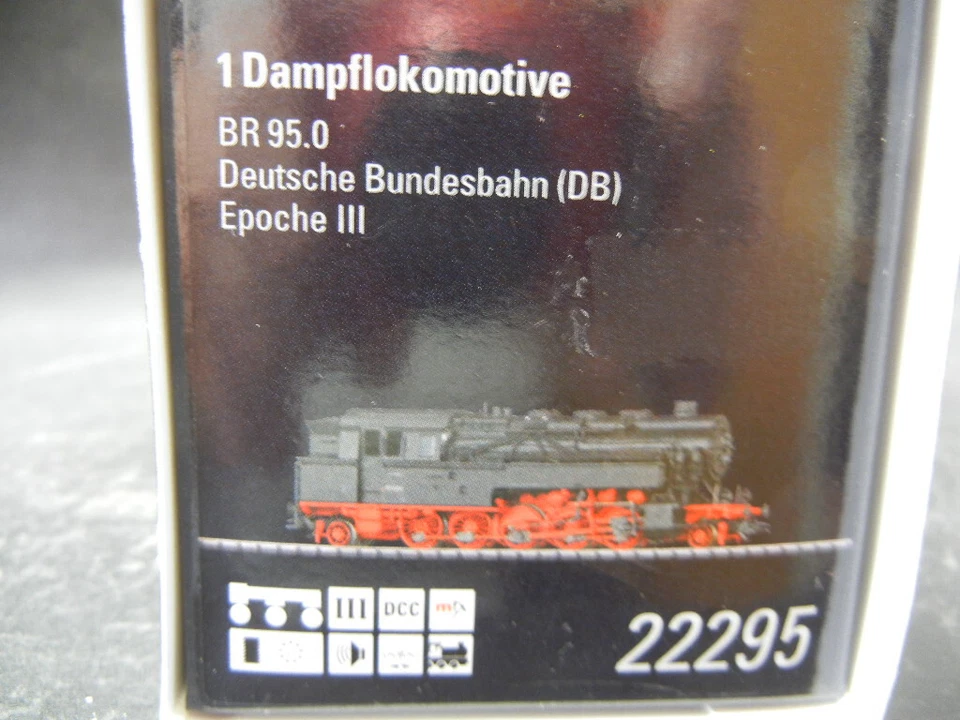 1 Dampflokomotive
BR 95.0
Deutsche Bundesbahn (DB)
Epoche III
III DCC mfx
22295